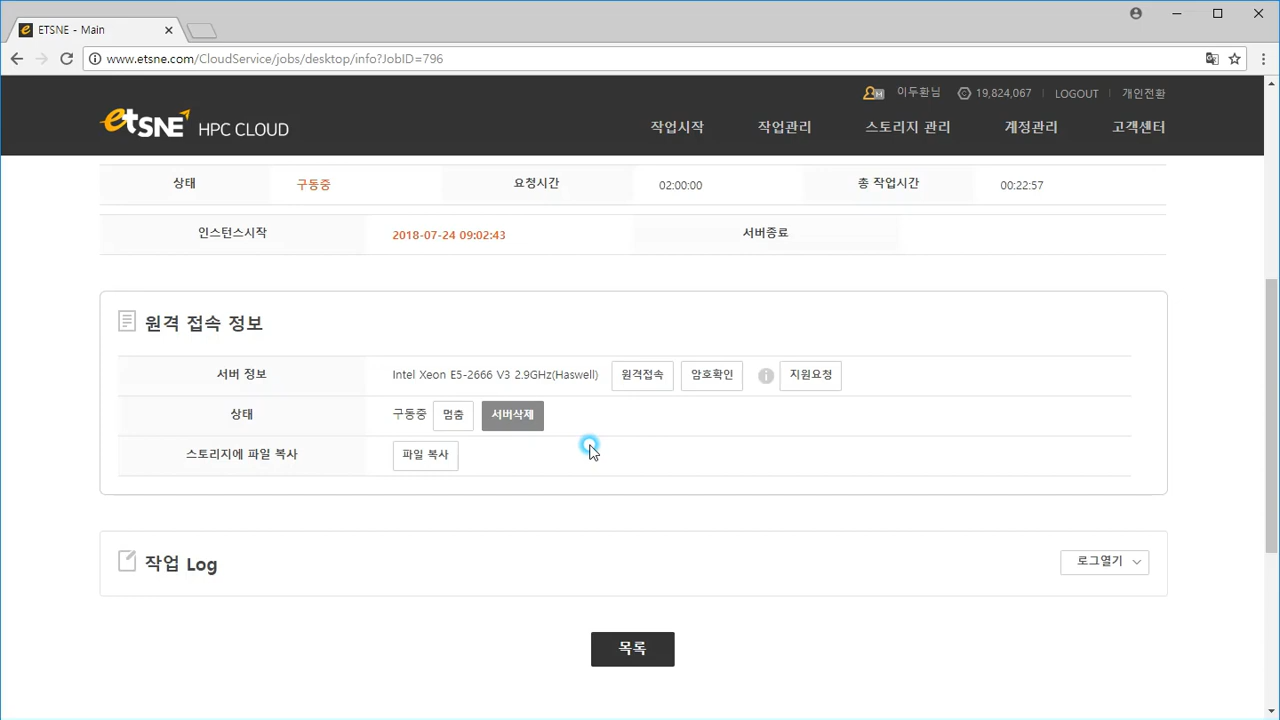 ETSNE - Main
www.etsne.com/CloudService/jobs/desktop/info?JobID=796
이두환님 19,824,067 LOGOUT 개인전환
etSNE HPC CLOUD
작업시작 작업관리 스토리지 관리 계정관리 고객센터
상태 구동중 요청시간 02:00:00 총 작업시간 00:22:57
인스턴스시작 2018-07-24 09:02:43 서버종료
원격 접속 정보
서버 정보 Intel Xeon E5-2666 V3 2.9GHz(Haswell) 원격접속 암호확인 지원요청
상태 구동중 멈춤 서버삭제
스토리지에 파일 복사 파일 복사
작업 Log 로그열기
목록